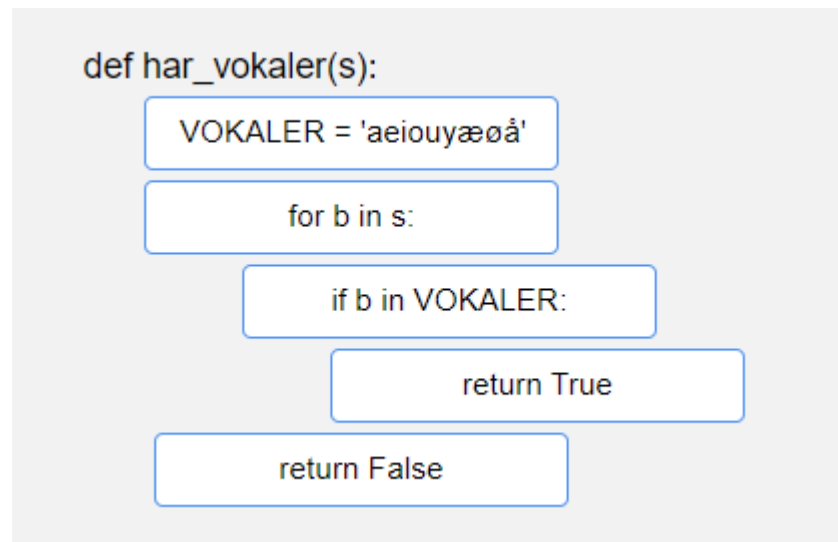 def har_vokaler(s):
VOKALER = 'aeiouyæøå'
for b in s:
if b in VOKALER:
return True
return False